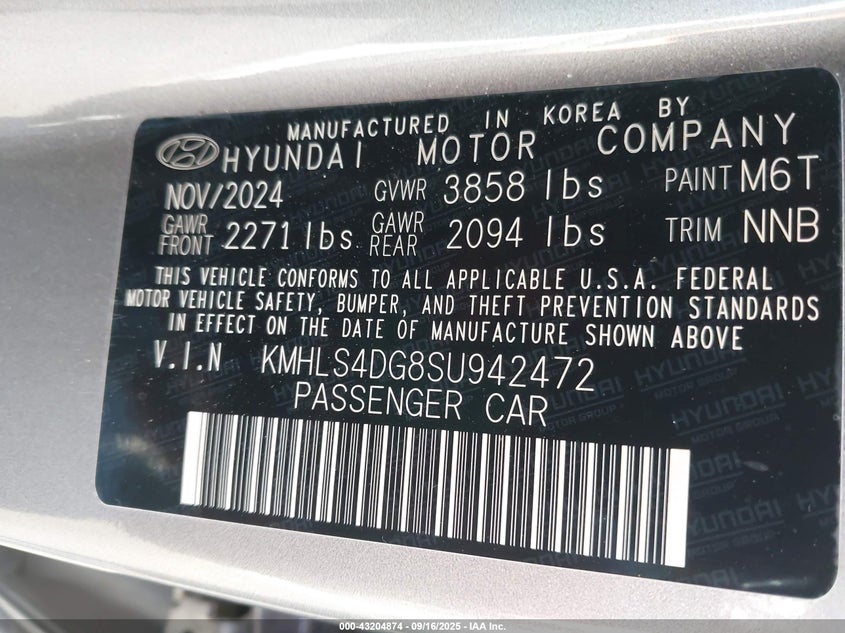 MANUFACTURED IN KOREA BY
HYUNDAI MOTOR COMPANY
NOV/2024 GVWR 3858 lbs PAINT M6T
GAWR FRONT 2271 lbs GAWR REAR 2094 lbs TRIM NNB
THIS VEHICLE CONFORMS TO ALL APPLICABLE U.S.A. FEDERAL
MOTOR VEHICLE SAFETY, BUMPER, AND THEFT PREVENTION STANDARDS
IN EFFECT ON THE DATE OF MANUFACTURE SHOWN ABOVE
V.I.N KMHLS4DG8SU942472
PASSENGER CAR
HYUNDAI
MOTOR GROUP
000-43204874 - 09/16/2025 - IAA Inc.